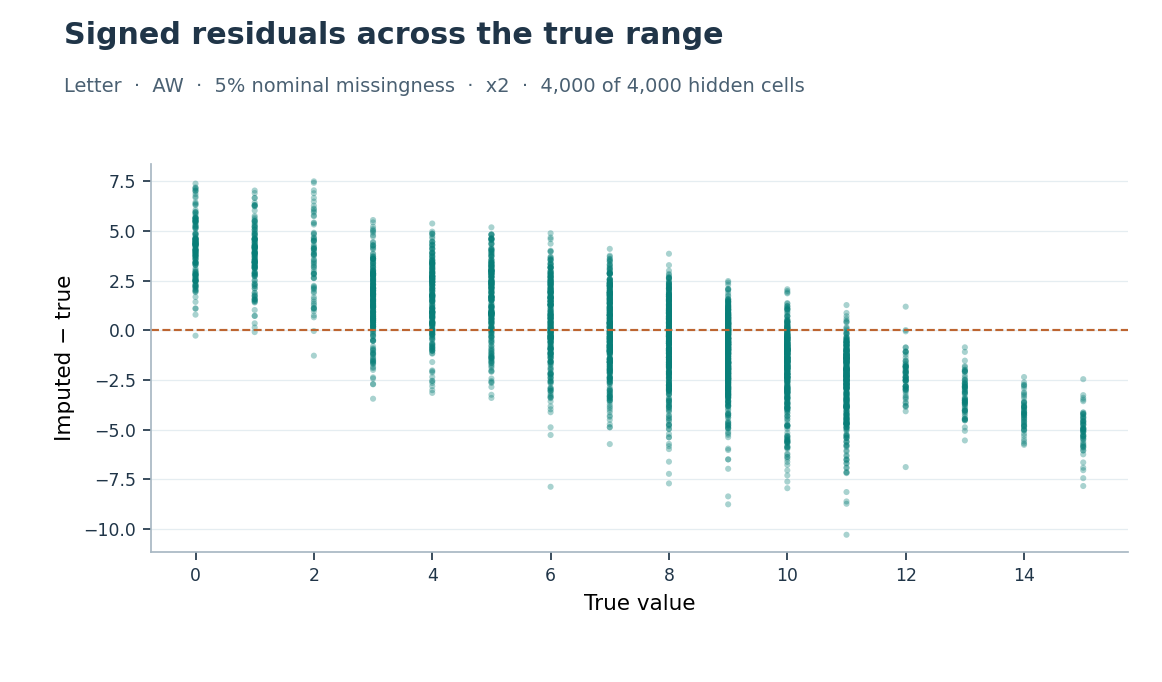 Signed residuals across the true range
Letter · AW · 5% nominal missingness · x2 · 4,000 of 4,000 hidden cells
7.5
5.0
2.5
0.0
−2.5
−5.0
−7.5
−10.0
Imputed − true
0 2 4 6 8 10 12 14
True value